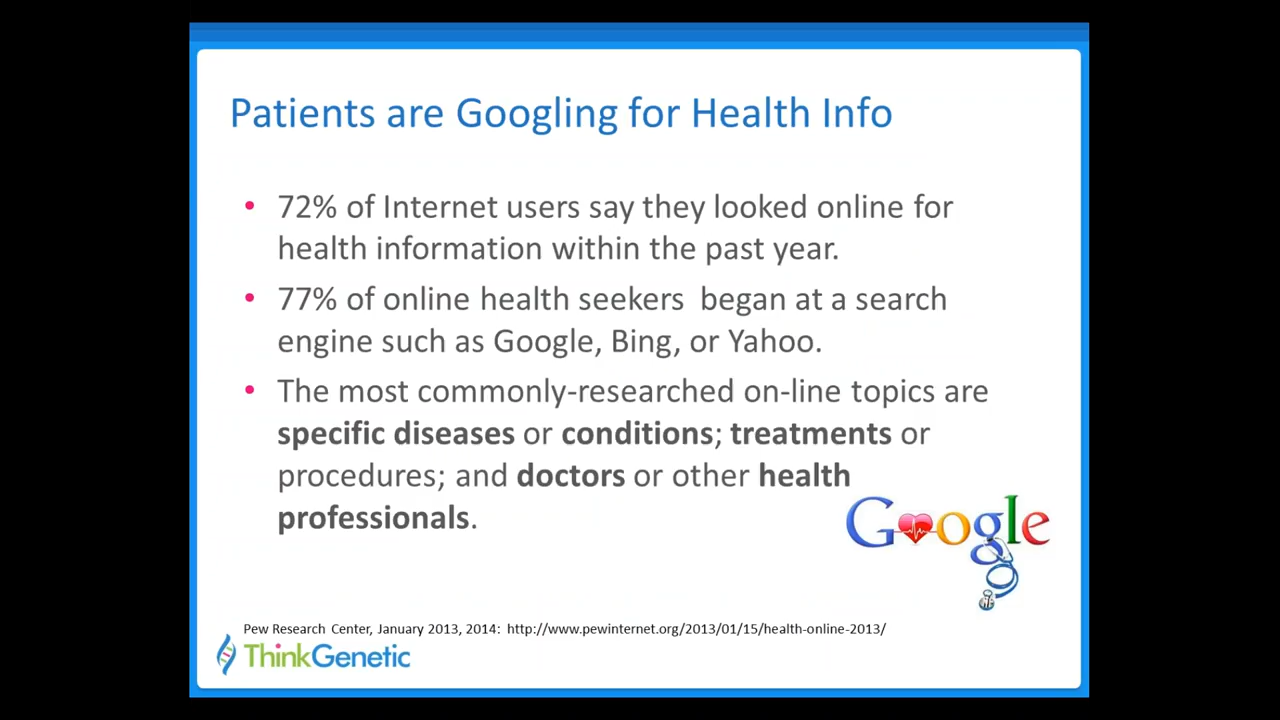 Patients are Googling for Health Info
• 72% of Internet users say they looked online for
health information within the past year.
• 77% of online health seekers  began at a search
engine such as Google, Bing, or Yahoo.
• The most commonly-researched on-line topics are
specific diseases or conditions; treatments or
procedures; and doctors or other health
professionals.
Google
Pew Research Center, January 2013, 2014:  http://www.pewinternet.org/2013/01/15/health-online-2013/
ThinkGenetic